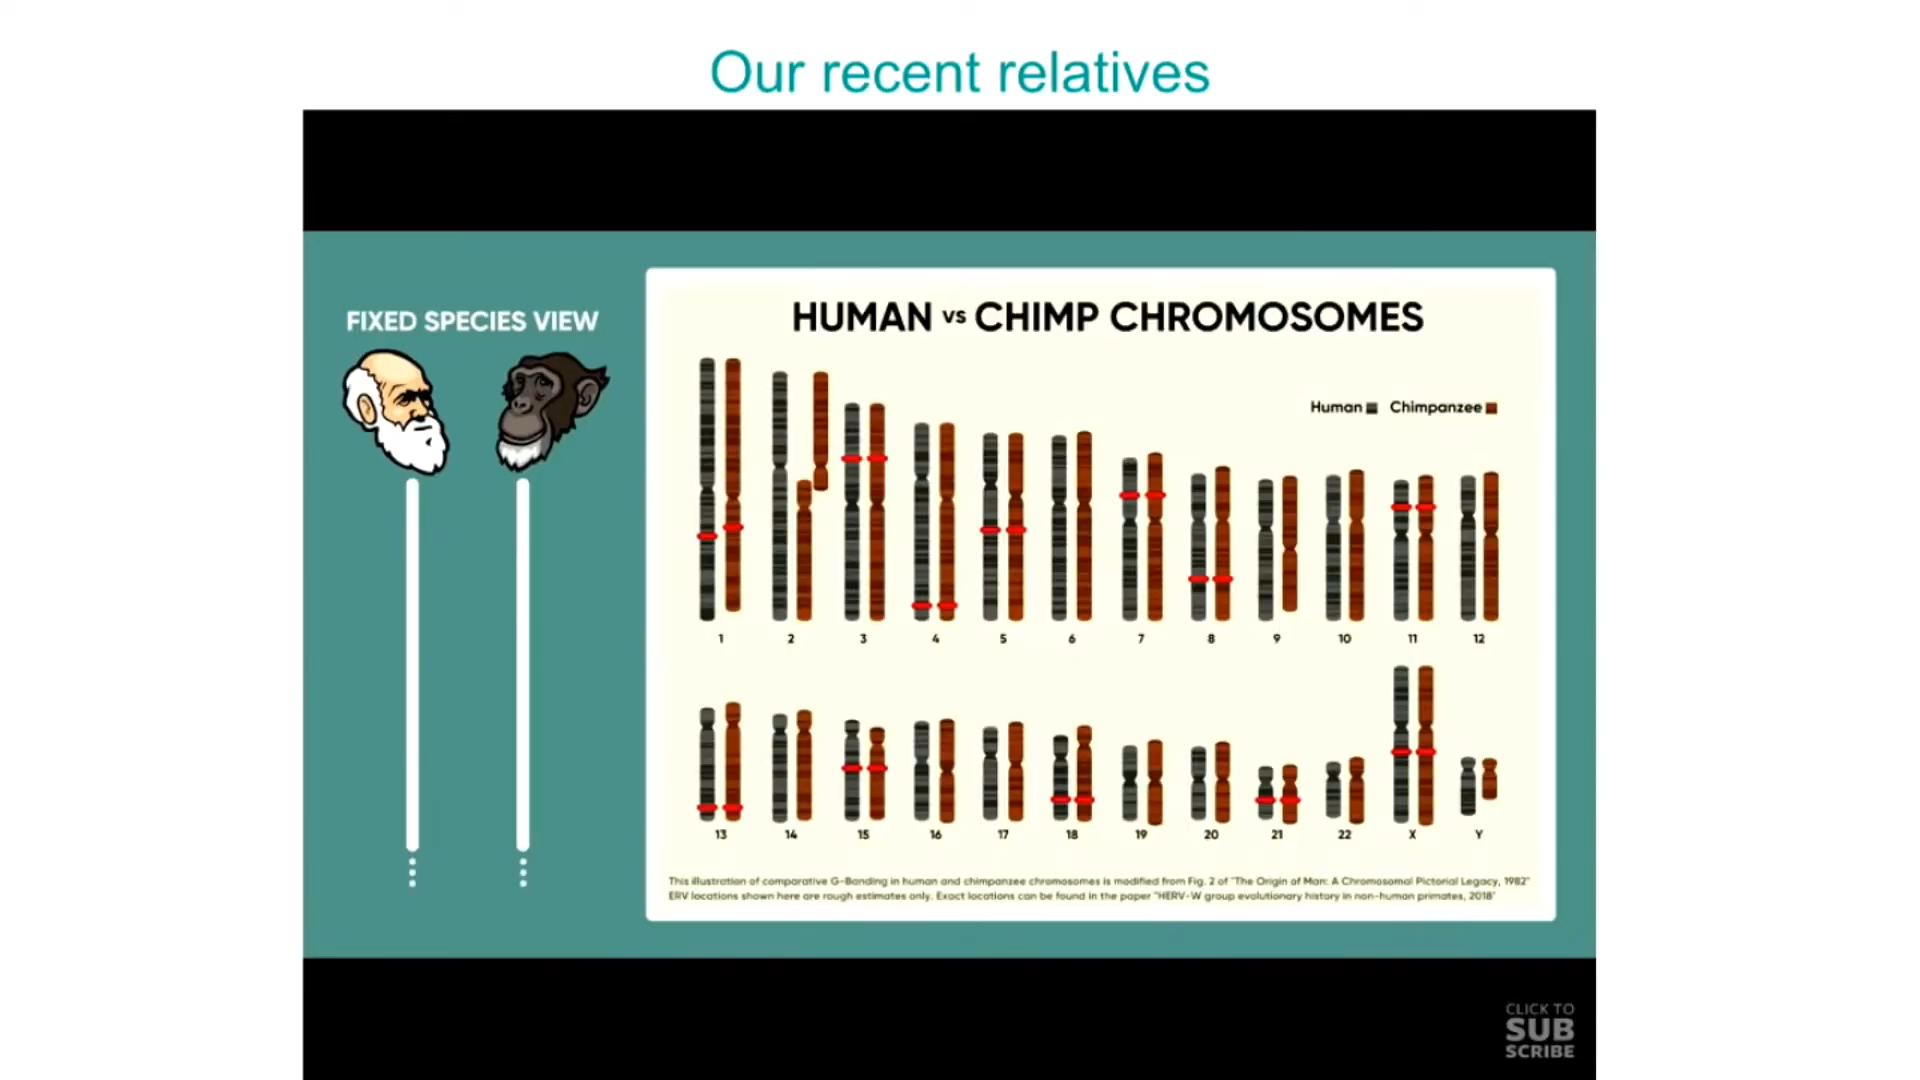 Our recent relatives
FIXED SPECIES VIEW
HUMAN vs CHIMP CHROMOSOMES
Human Chimpanzee
1 2 3 4 5 6 7 8 9 10 11 12
13 14 15 16 17 18 19 20 21 22 X Y
This illustration of comparative G-Banding in human and chimpanzee chromosomes is modified from Fig. 2 of "The Origin of Man: A Chromosomal Pictorial Legacy, 1982"
ERV locations shown here are rough estimates only. Exact locations can be found in the paper "HERV-W group evolutionary history in non-human primates, 2018"
CLICK TO
SUB
SCRIBE